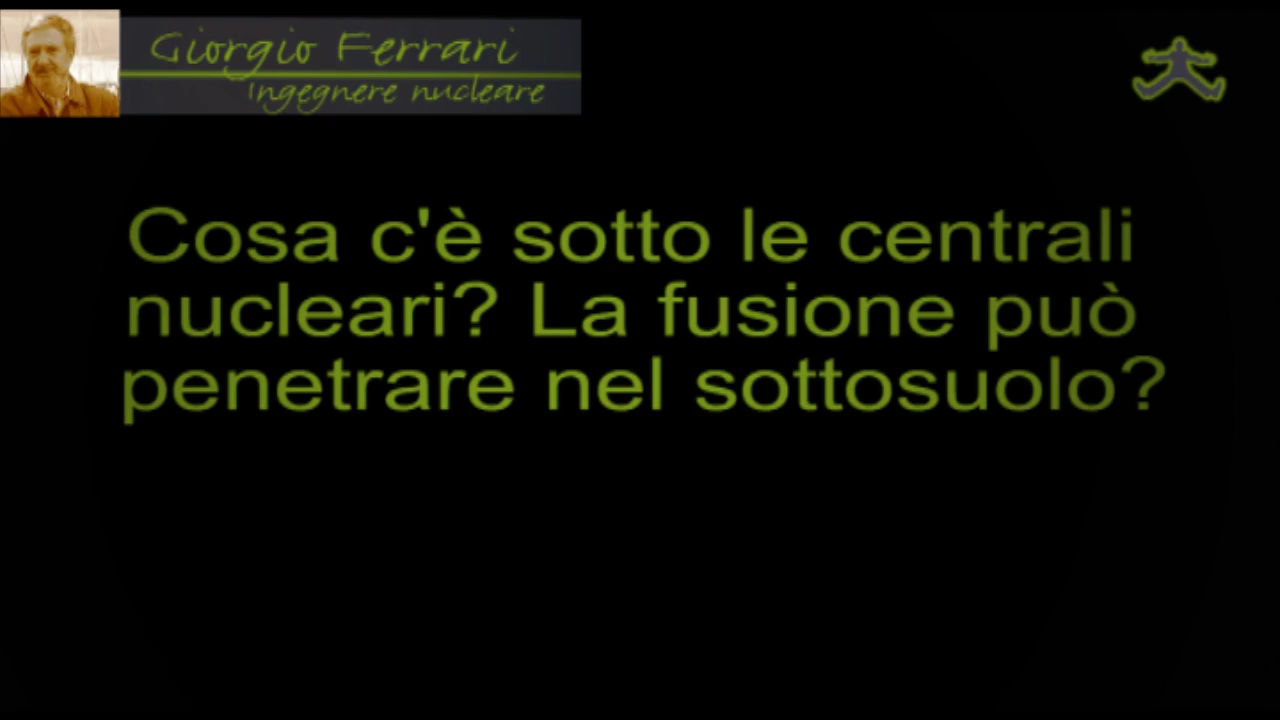 Giorgio Ferrari
Ingegnere nucleare
Cosa c'è sotto le centrali
nucleari? La fusione può
penetrare nel sottosuolo?